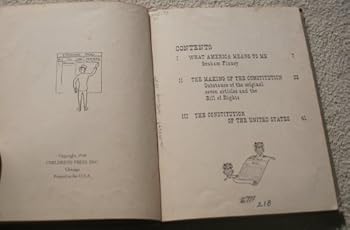 Copyright, 19
CHILDRENS PRESS, INC.
Chicago
Printed in the U.S.A.
CONTENTS
I WHAT AMERICA MEANS TO ME 7
Graham Finney
II THE MAKING OF THE CONSTITUTION
Substance of the original
seven articles and the
Bill of Rights
III THE CONSTITUTION
OF THE UNITED STATES 41
218